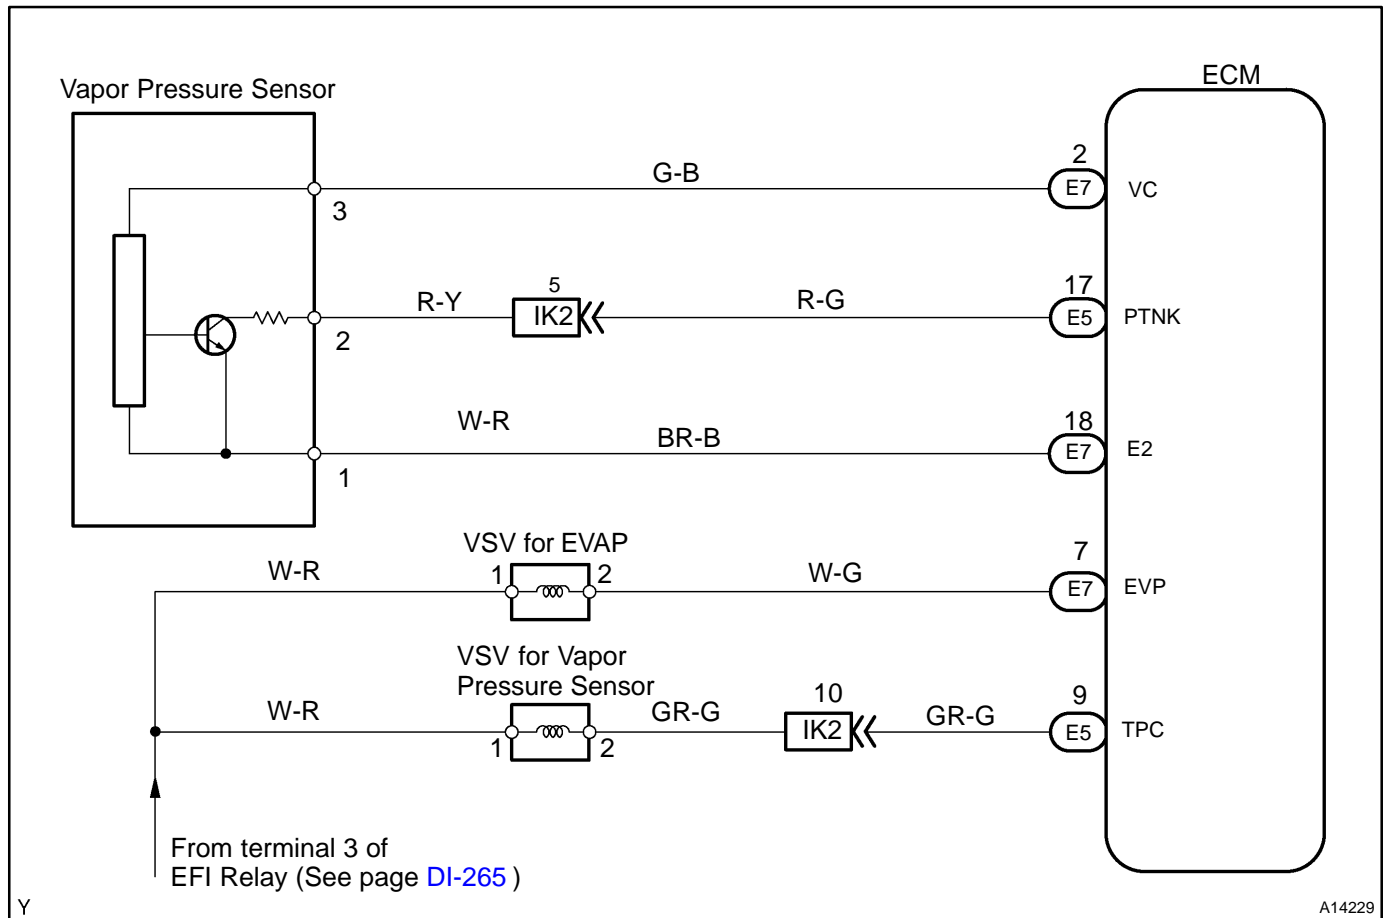 ECM
Vapor Pressure Sensor
2
G-B
E7
VC
3
5
17
R-Y
IK2
R-G
E5
PTNK
2
W-R
18
BR-B
E7
E2
1
VSV for EVAP
7
W-R
1
2
W-G
E7
EVP
VSV for Vapor
Pressure Sensor
10
9
W-R
GR-G
IK2
GR-G
E5
TPC
1
2
From terminal 3 of
EFI Relay (See page DI-265 )
Y
A14229